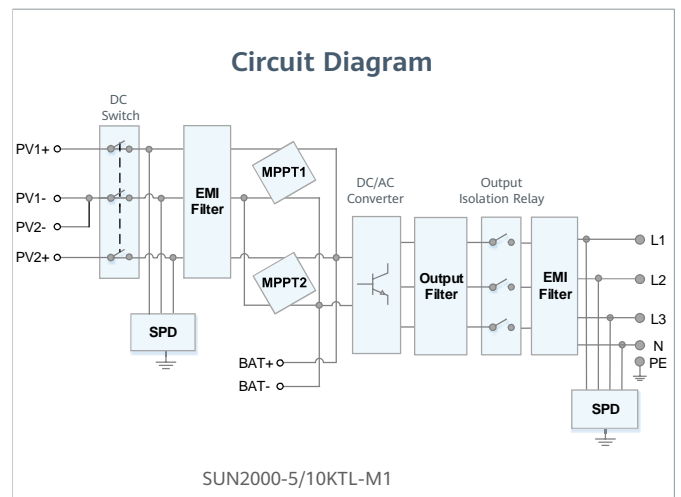 Circuit Diagram
DC
Switch
PV1+
PV1-
PV2-
PV2+
EMI
Filter
SPD
MPPT1
MPPT2
BAT+
BAT-
DC/AC
Converter
Output
Filter
Output
Isolation Relay
EMI
Filter
L1
L2
L3
N
PE
SPD
SUN2000-5/10KTL-M1